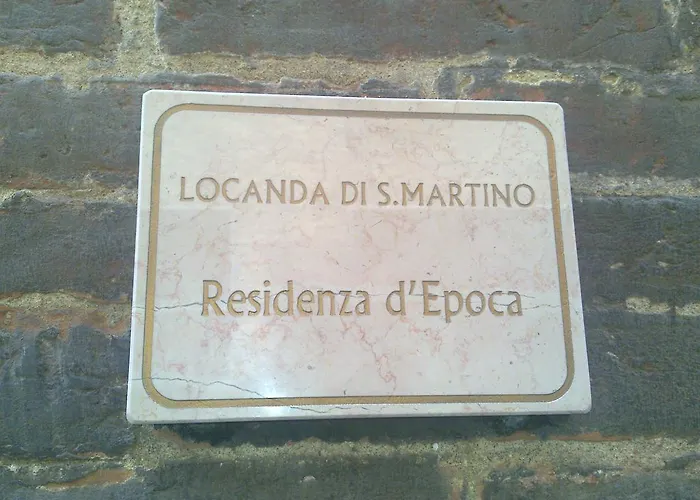 LOCANDA DI S.MARTINO
Residenza d'Epoca